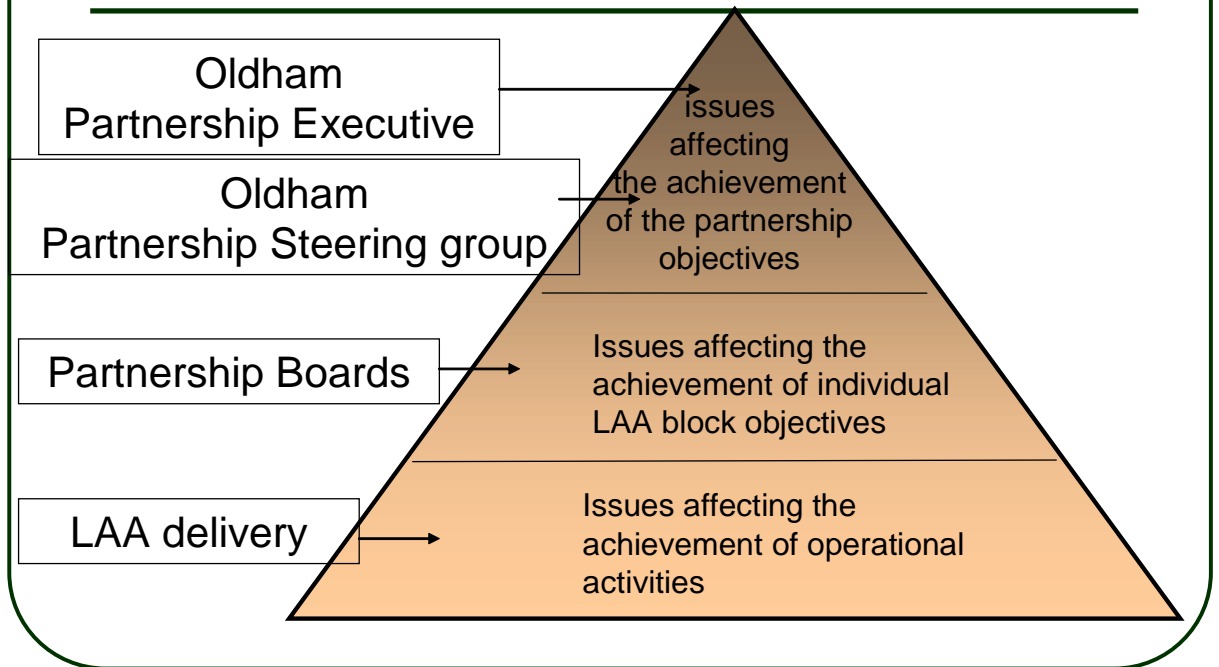 Oldham
Partnership Executive
issues
affecting
the achievement
of the partnership
objectives
Oldham
Partnership Steering group
Partnership Boards
Issues affecting the
achievement of individual
LAA block objectives
LAA delivery
Issues affecting the
achievement of operational
activities